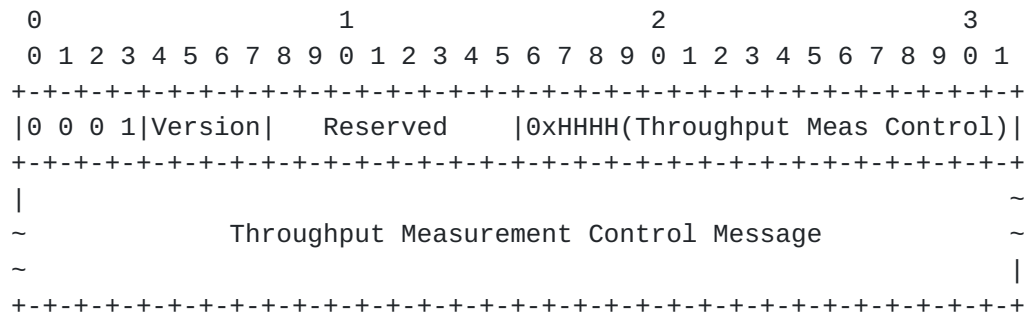 0                   1                   2                   3
 0 1 2 3 4 5 6 7 8 9 0 1 2 3 4 5 6 7 8 9 0 1 2 3 4 5 6 7 8 9 0 1
+-+-+-+-+-+-+-+-+-+-+-+-+-+-+-+-+-+-+-+-+-+-+-+-+-+-+-+-+-+-+-+-+
|0 0 0 1|Version|   Reserved    |0xHHHH(Throughput Meas Control)|
+-+-+-+-+-+-+-+-+-+-+-+-+-+-+-+-+-+-+-+-+-+-+-+-+-+-+-+-+-+-+-+-+
|                                                               ~
~             Throughput Measurement Control Message            ~
~                                                               |
+-+-+-+-+-+-+-+-+-+-+-+-+-+-+-+-+-+-+-+-+-+-+-+-+-+-+-+-+-+-+-+-+